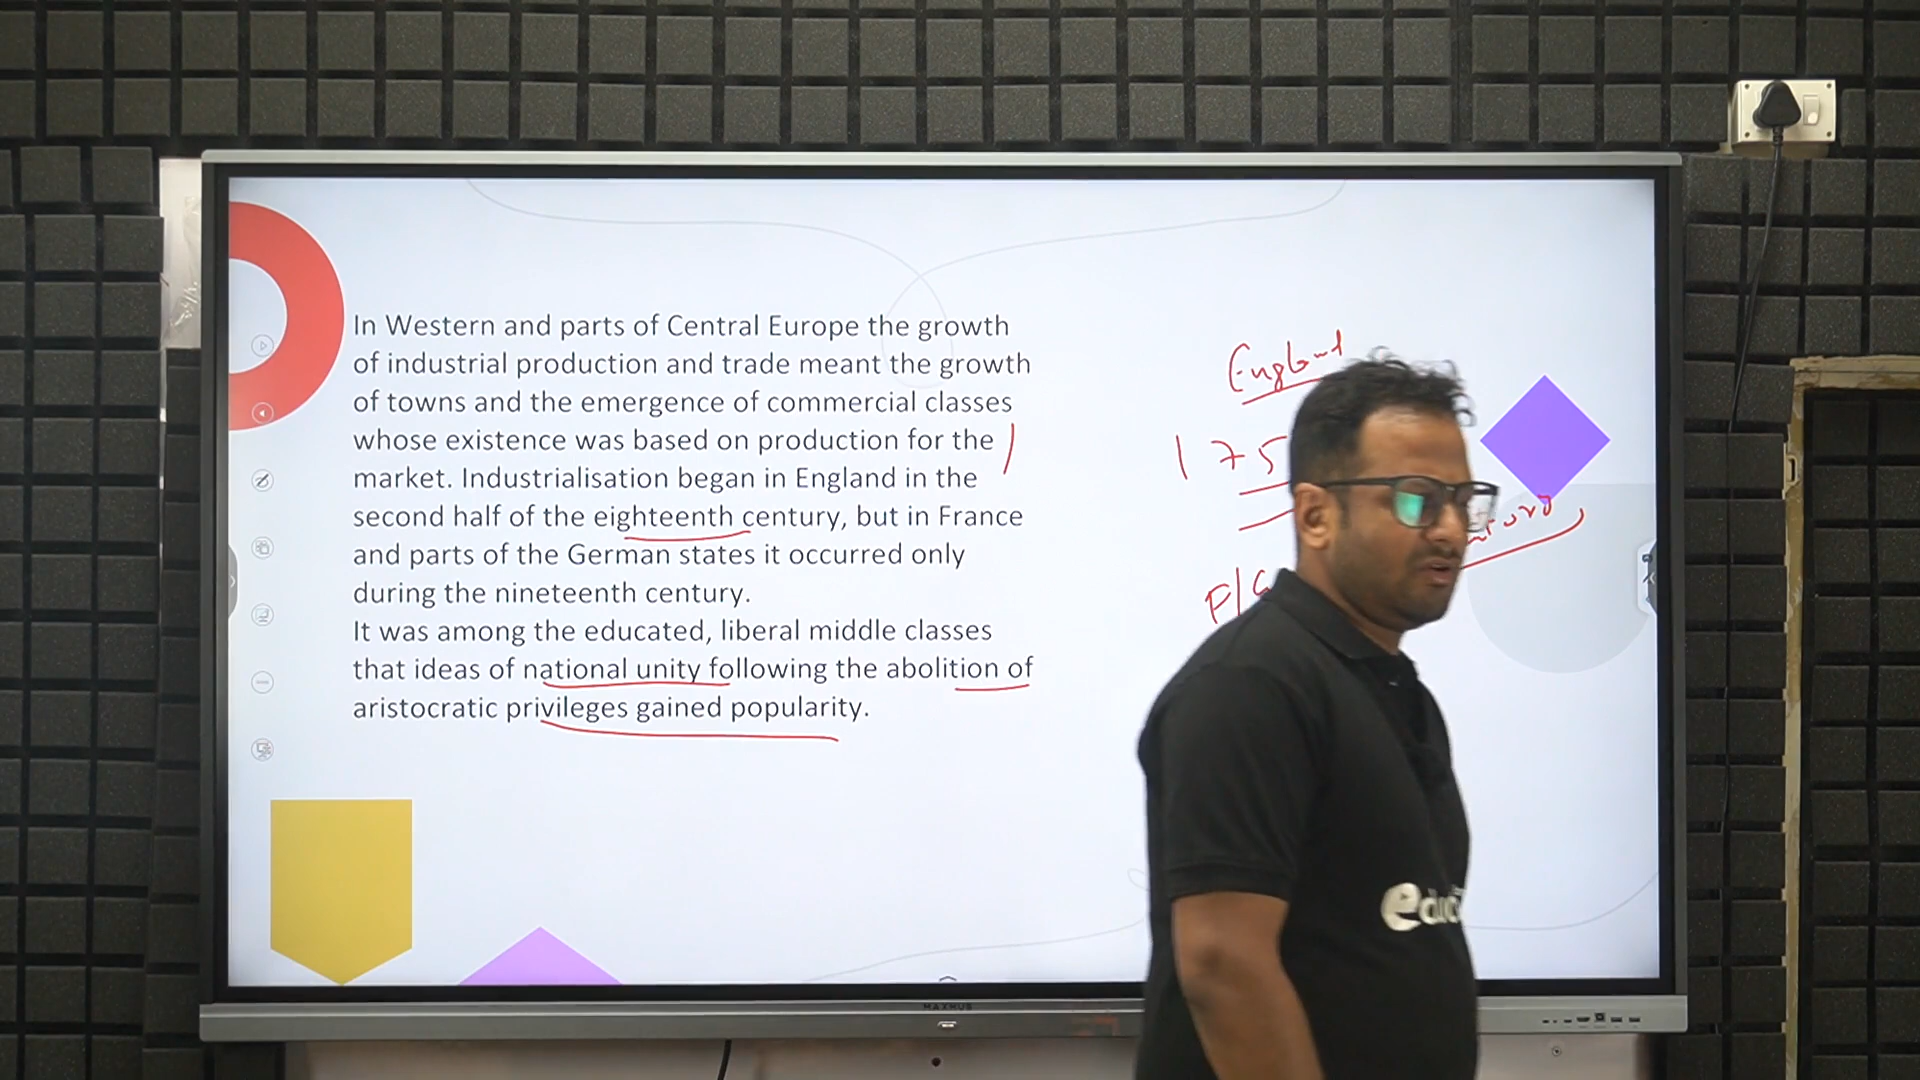 In Western and parts of Central Europe the growth
of industrial production and trade meant the growth
of towns and the emergence of commercial classes
whose existence was based on production for the
market. Industrialisation began in England in the
second half of the eighteenth century, but in France
and parts of the German states it occurred only
during the nineteenth century.
It was among the educated, liberal middle classes
that ideas of national unity following the abolition of
aristocratic privileges gained popularity.
England
175
F/G
MAXHUB